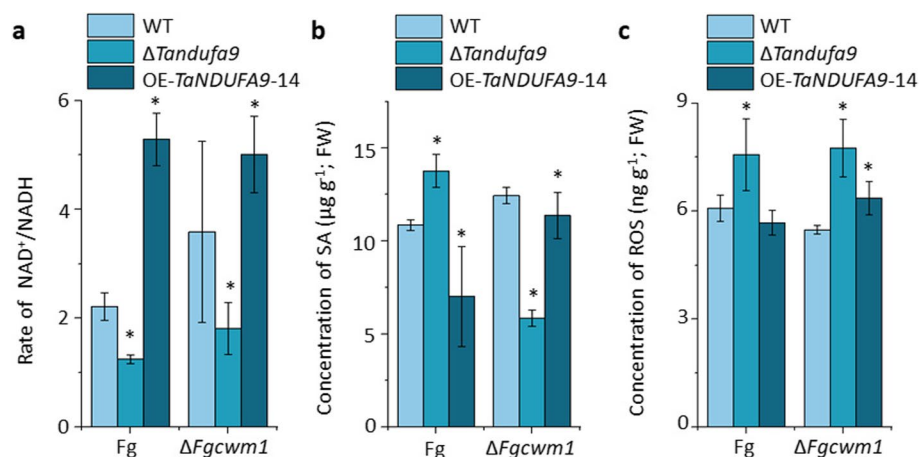 a
WT
ΔTandufa9
OE-TaNDUFA9-14
Rate of NAD⁺/NADH
6
4
2
0
*
*
*
*
Fg
ΔFgcwm1
b
WT
ΔTandufa9
OE-TaNDUFA9-14
Concentration of SA (μg g⁻¹; FW)
15
10
5
0
*
*
*
*
Fg
ΔFgcwm1
c
WT
ΔTandufa9
OE-TaNDUFA9-14
Concentration of ROS (ng g⁻¹; FW)
9
6
3
0
*
*
*
Fg
ΔFgcwm1